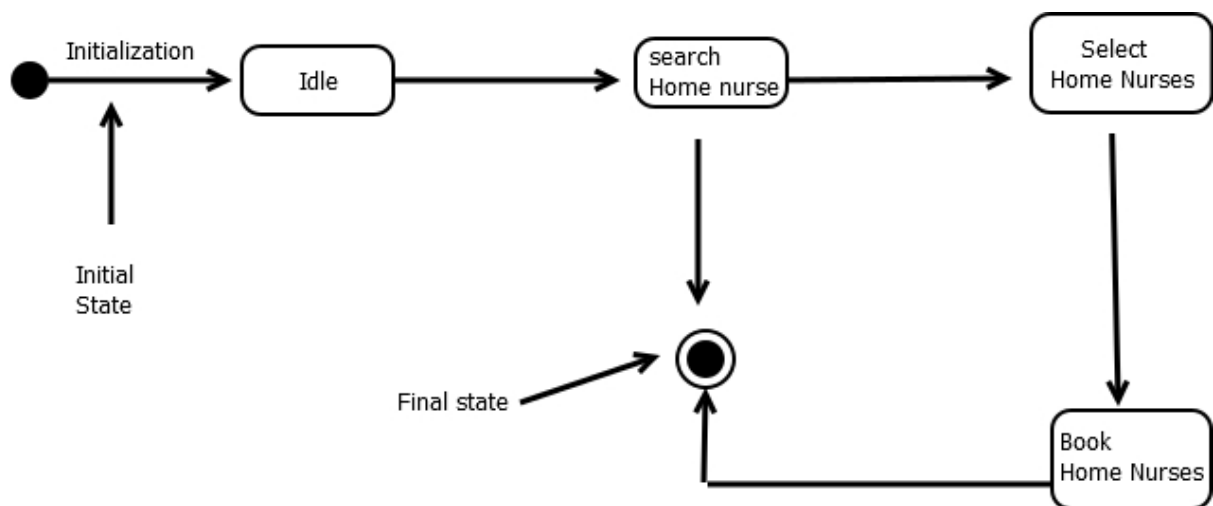 Initialization
Idle
search
Home nurse
Select
Home Nurses
Initial
State
Final state
Book
Home Nurses